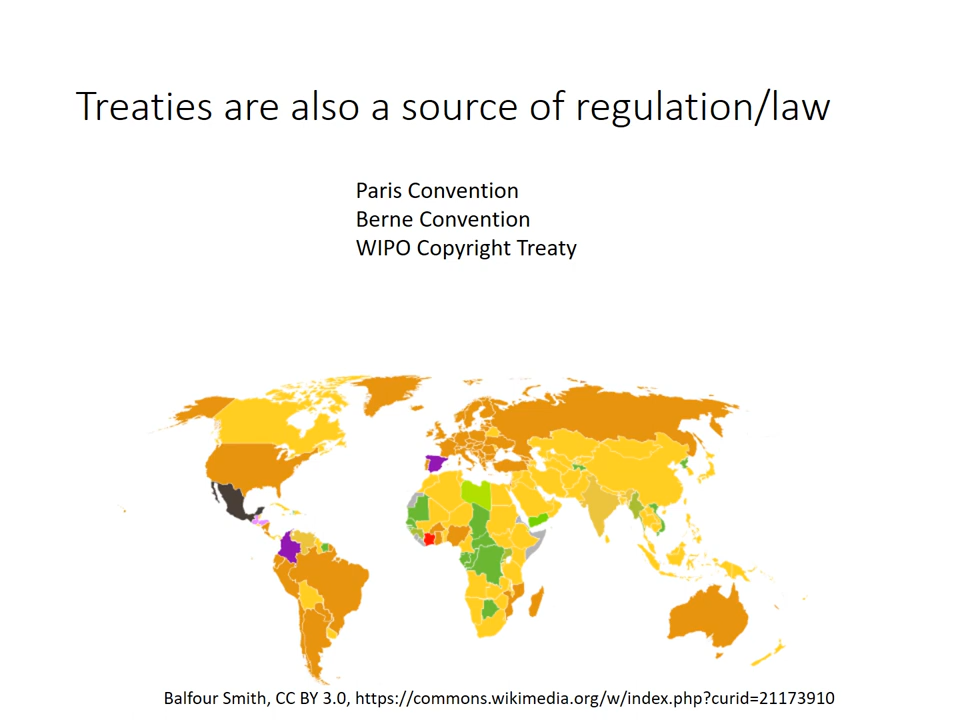 Treaties are also a source of regulation/law
Paris Convention
Berne Convention
WIPO Copyright Treaty
Balfour Smith, CC BY 3.0, https://commons.wikimedia.org/w/index.php?curid=21173910